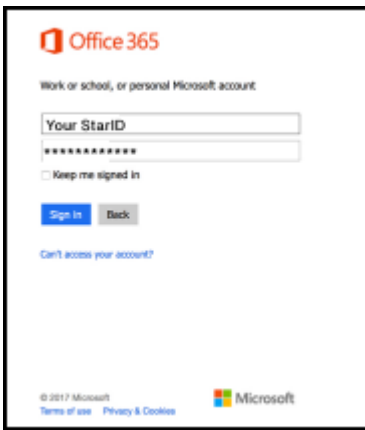 Office 365
Work or school, or personal Microsoft account
Your StarID
************
Keep me signed in
Sign in Back
Can't access your account?
© 2017 Microsoft
Terms of use Privacy & Cookies
Microsoft